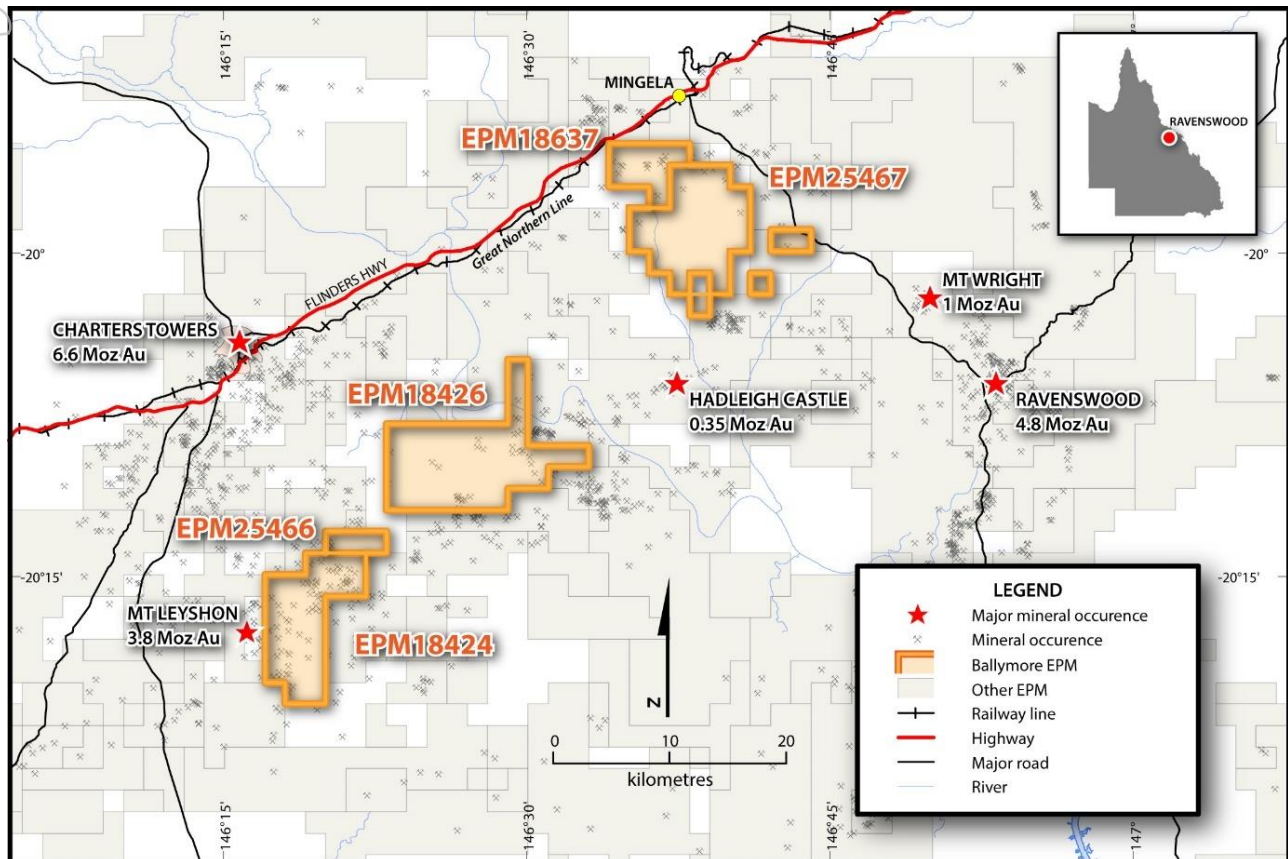 146°15'
146°30'
146°45'
MINGELA
RAVENSWOOD
EPM18637
EPM25467
Great Northern Line
FLINDERS HWY
-20°
-20°
MT WRIGHT
1 Moz Au
CHARTERS TOWERS
6.6 Moz Au
EPM18426
HADLEIGH CASTLE
0.35 Moz Au
RAVENSWOOD
4.8 Moz Au
EPM25466
-20°15'
-20°15'
MT LEYSHON
3.8 Moz Au
EPM18424
N
0 10 20
kilometres
LEGEND
Major mineral occurence
Mineral occurence
Ballymore EPM
Other EPM
Railway line
Highway
Major road
River
146°15'
146°30'
146°45'
147°